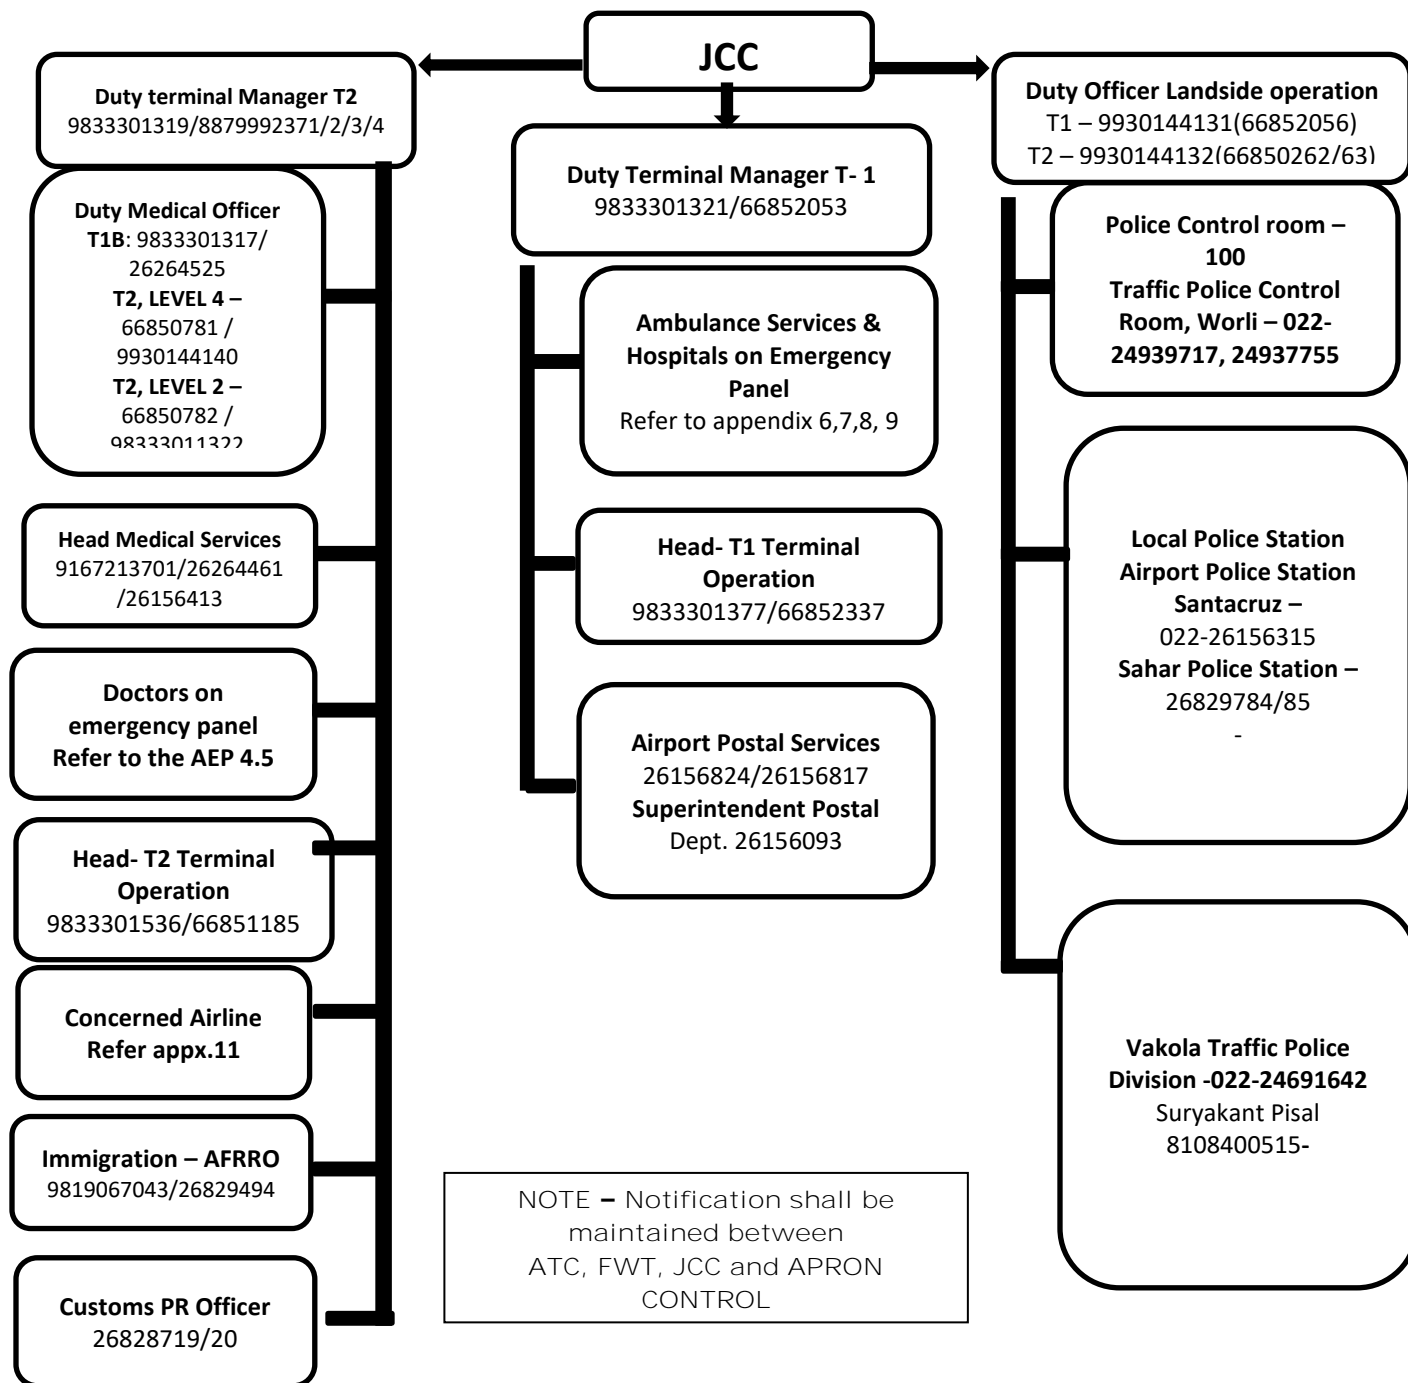 JCC
Duty terminal Manager T2
9833301319/8879992371/2/3/4
Duty Medical Officer
T1B: 9833301317/
26264525
T2, LEVEL 4 –
66850781 /
9930144140
T2, LEVEL 2 –
66850782 /
98333011322
Head Medical Services
9167213701/26264461
/26156413
Doctors on
emergency panel
Refer to the AEP 4.5
Head- T2 Terminal
Operation
9833301536/66851185
Concerned Airline
Refer appx.11
Immigration – AFRRO
9819067043/26829494
Customs PR Officer
26828719/20
Duty Terminal Manager T- 1
9833301321/66852053
Ambulance Services &
Hospitals on Emergency
Panel
Refer to appendix 6,7,8, 9
Head- T1 Terminal
Operation
9833301377/66852337
Airport Postal Services
26156824/26156817
Superintendent Postal
Dept. 26156093
Duty Officer Landside operation
T1 – 9930144131(66852056)
T2 – 9930144132(66850262/63)
Police Control room –
100
Traffic Police Control
Room, Worli – 022-
24939717, 24937755
Local Police Station
Airport Police Station
Santacruz –
022-26156315
Sahar Police Station –
26829784/85
-
Vakola Traffic Police
Division -022-24691642
Suryakant Pisal
8108400515-
NOTE – Notification shall be
maintained between
ATC, FWT, JCC and APRON
CONTROL